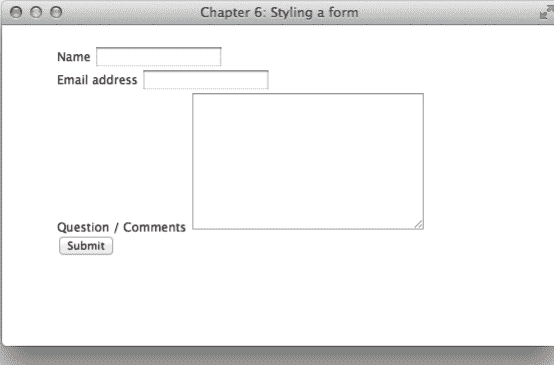 Chapter 6: Styling a form
Name
Email address
Question / Comments
Submit